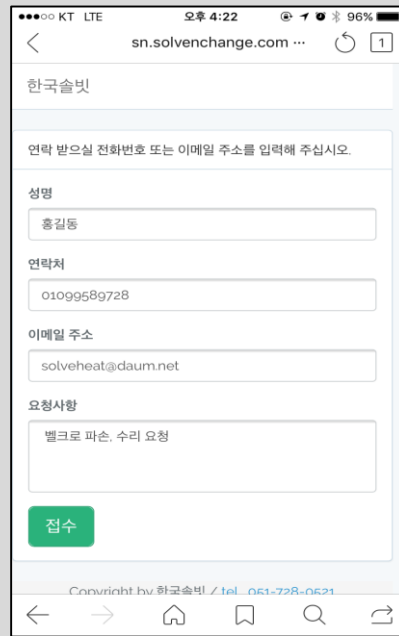 KT LTE 오후 4:22 96%
sn.solvenchange.com ··· 1
한국솔빗
연락 받으실 전화번호 또는 이메일 주소를 입력해 주십시오.
성명
홍길동
연락처
01099589728
이메일 주소
solveheat@daum.net
요청사항
벨크로 파손, 수리 요청
접수
Copyright by 한국솔빗 / tel. 051-728-0521